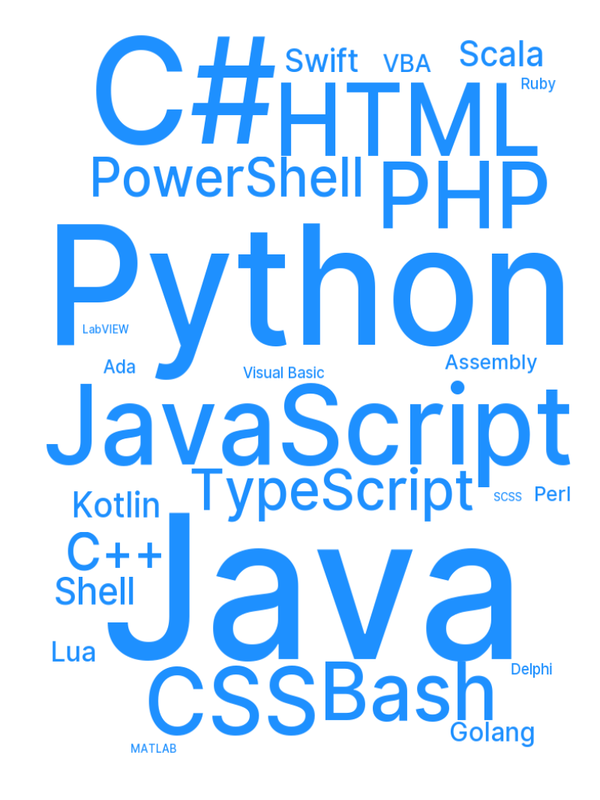 C#
Swift
VBA
Scala
Ruby
HTML
PowerShell
PHP
Python
LabVIEW
Ada
Visual Basic
Assembly
JavaScript
TypeScript
SCSS
Perl
Kotlin
C++
Java
Shell
Lua
CSS
Bash
Delphi
Golang
MATLAB